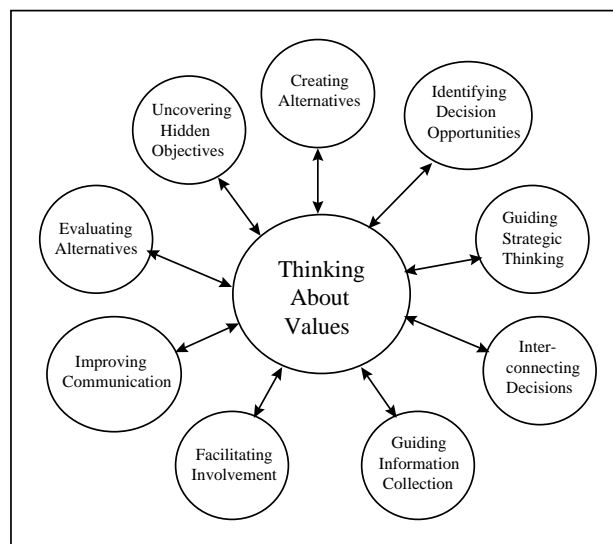 Creating
Alternatives
Identifying
Decision
Opportunities
Uncovering
Hidden
Objectives
Guiding
Strategic
Thinking
Evaluating
Alternatives
Thinking
About
Values
Inter-
connecting
Decisions
Improving
Communication
Facilitating
Involvement
Guiding
Information
Collection